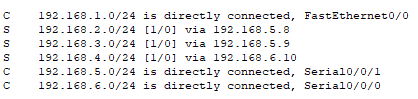 C 192.168.1.0/24 is directly connected, FastEthernet0/0
S 192.168.2.0/24 [1/0] via 192.168.5.8
S 192.168.3.0/24 [1/0] via 192.168.5.9
S 192.168.4.0/24 [1/0] via 192.168.6.10
C 192.168.5.0/24 is directly connected, Serial0/0/1
C 192.168.6.0/24 is directly connected, Serial0/0/0